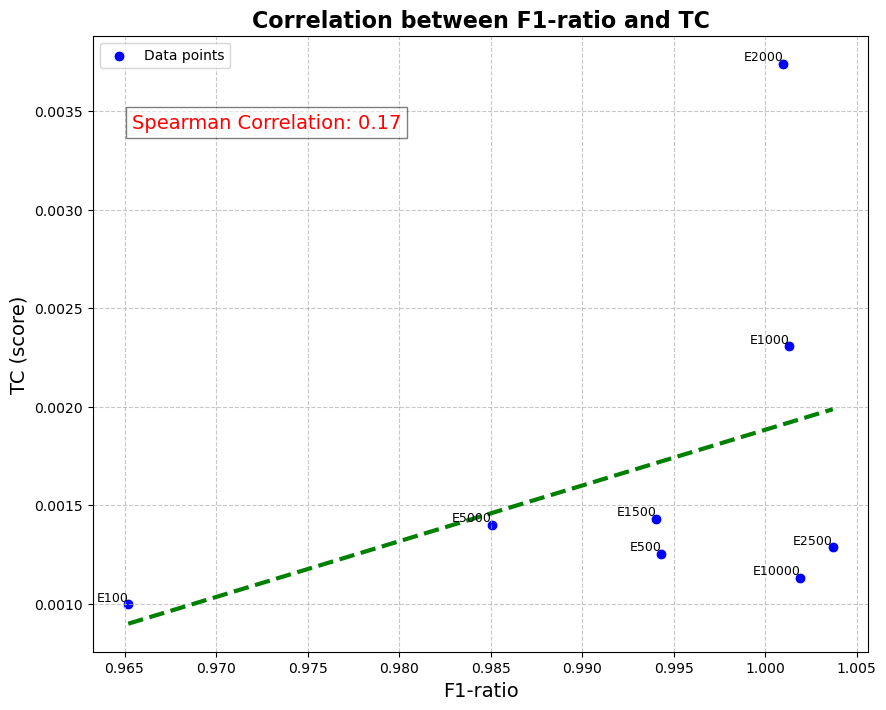 Correlation between F1-ratio and TC
Data points
Spearman Correlation: 0.17
E2000
E1000
E5000
E1500
E500
E2500
E10000
E100
TC (score)
0.0035
0.0030
0.0025
0.0020
0.0015
0.0010
0.965 0.970 0.975 0.980 0.985 0.990 0.995 1.000 1.005
F1-ratio